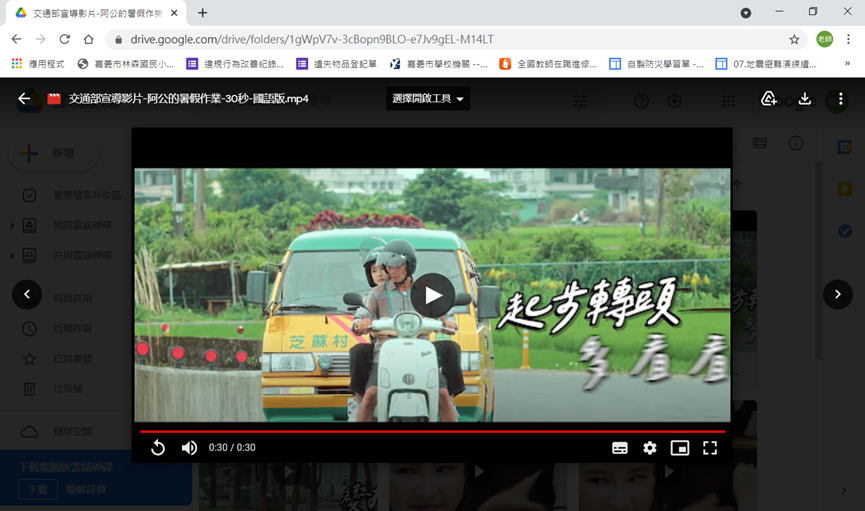 交通部宣導影片-阿公的暑假作業
drive.google.com/drive/folders/1gWpV7v-3cBopn9BLO-e7Jv9gEL-M14LT
老師
應用程式
嘉義市林森國民小...
違規行為改善紀錄...
遺失物品登記單
嘉義市學校機關 --...
全國教師在職進修...
自製防災學習單 -...
07.地震避難演練續...
交通部宣導影片-阿公的暑假作業-30秒-國語版.mp4
選擇開啟工具
新增
重要檔案存放區
我的雲端硬碟
共用雲端硬碟
與我共用
近期存取
已加星號
垃圾桶
儲存空間
下載電腦版雲端硬碟
下載
瞭解詳情
芝蔴村
起步轉頭
多看看
0:30 / 0:30